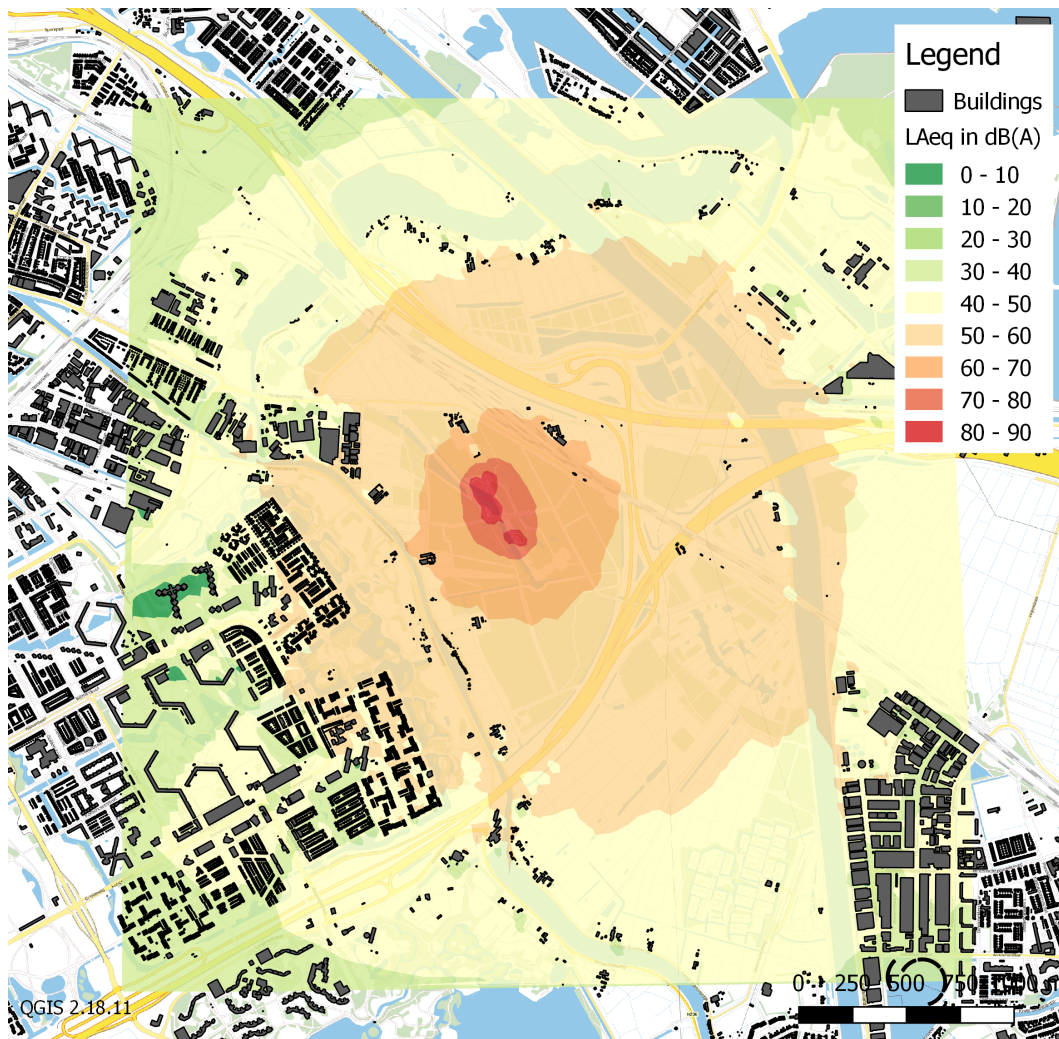 Legend
Buildings
LAeq in dB(A)
0 - 10
10 - 20
20 - 30
30 - 40
40 - 50
50 - 60
60 - 70
70 - 80
80 - 90
0 250 500 750
QGIS 2.18.11